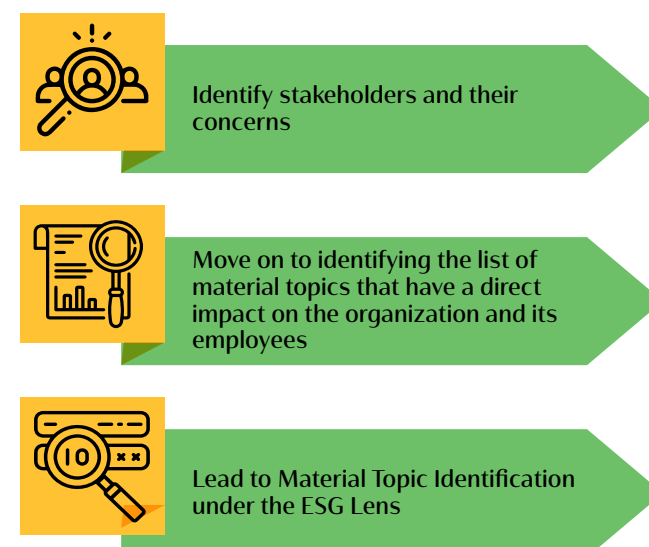 Identify stakeholders and their
concerns
Move on to identifying the list of
material topics that have a direct
impact on the organization and its
employees
10
Lead to Material Topic Identification
under the ESG Lens